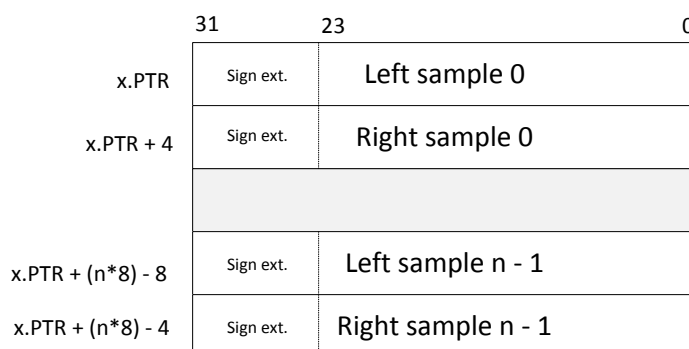 31 23 0
x.PTR Sign ext. Left sample 0
x.PTR + 4 Sign ext. Right sample 0
x.PTR + (n*8) - 8 Sign ext. Left sample n - 1
x.PTR + (n*8) - 4 Sign ext. Right sample n - 1